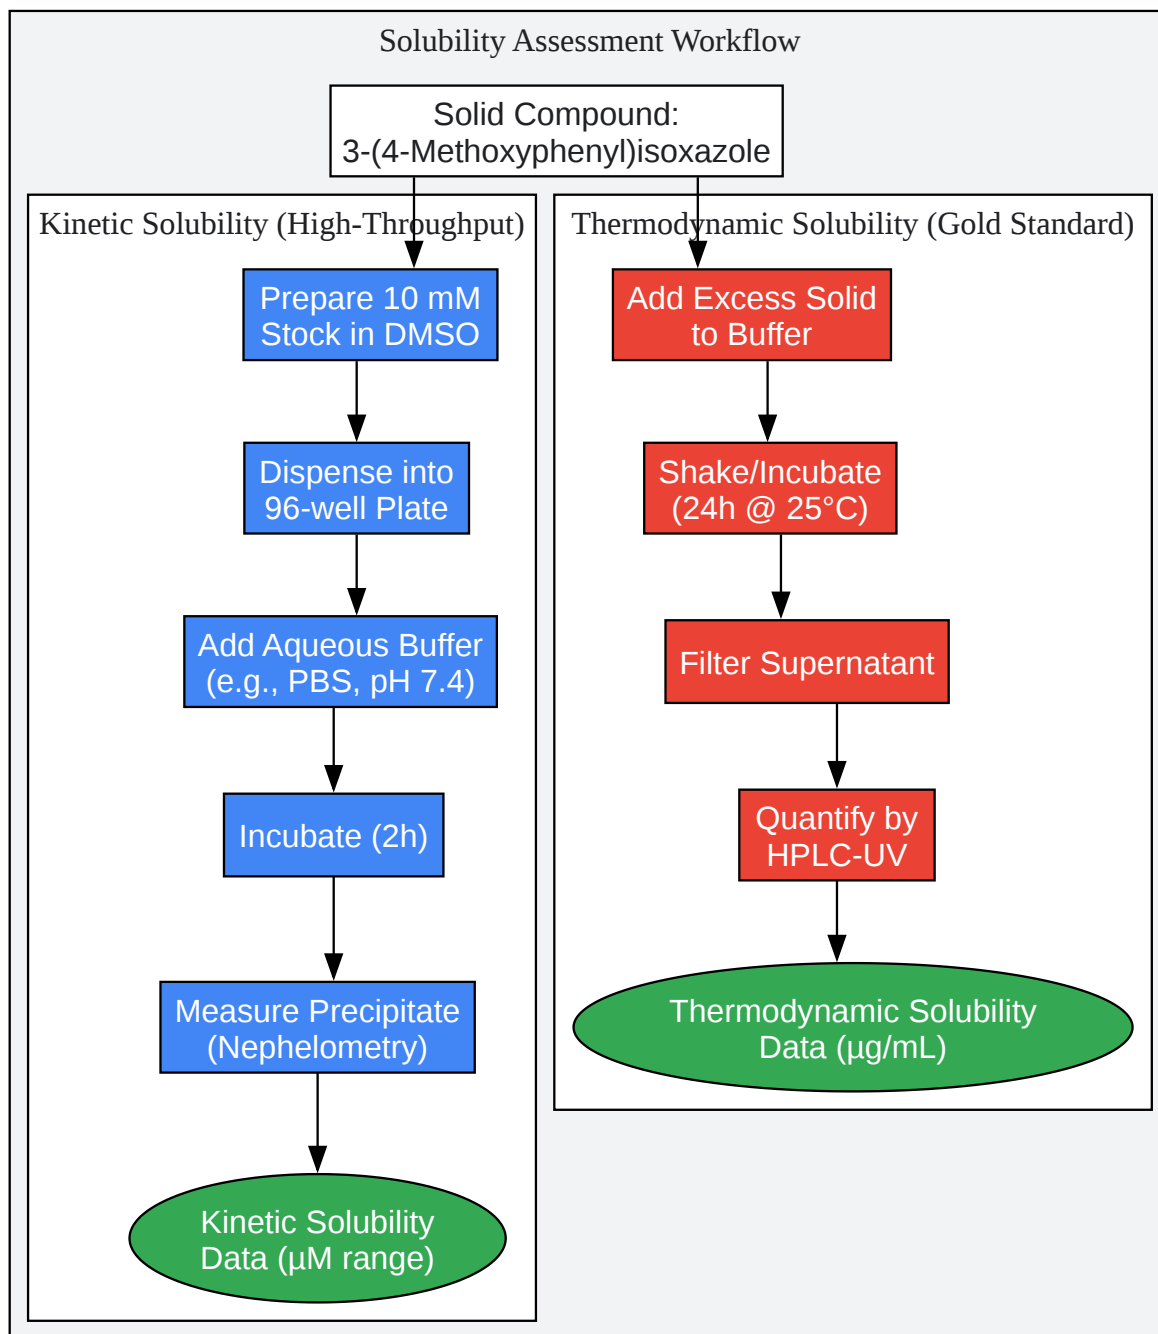 Solubility Assessment Workflow
Solid Compound:
3-(4-Methoxyphenyl)isoxazole
Kinetic Solubility (High-Throughput)
Prepare 10 mM
Stock in DMSO
Dispense into
96-well Plate
Add Aqueous Buffer
(e.g., PBS, pH 7.4)
Incubate (2h)
Measure Precipitate
(Nephelometry)
Kinetic Solubility
Data (µM range)
Thermodynamic Solubility (Gold Standard)
Add Excess Solid
to Buffer
Shake/Incubate
(24h @ 25°C)
Filter Supernatant
Quantify by
HPLC-UV
Thermodynamic Solubility
Data (µg/mL)